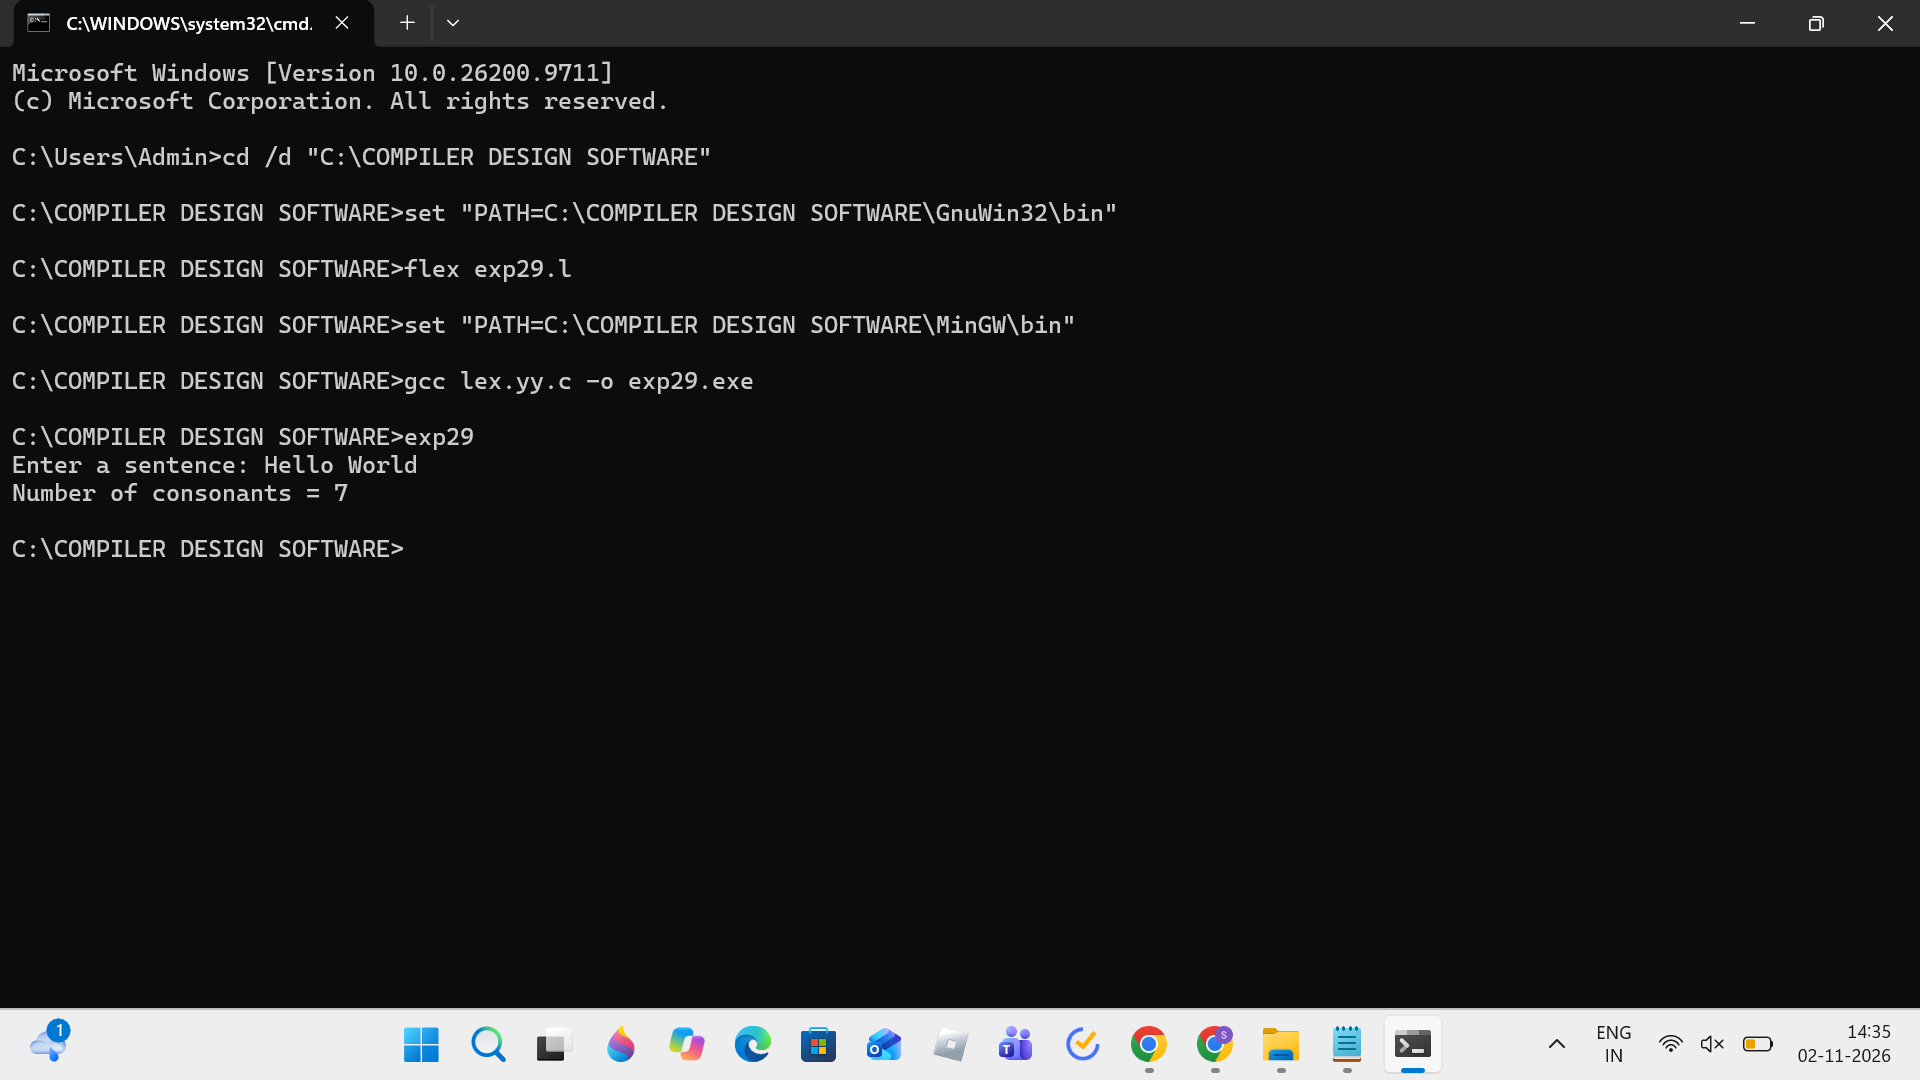 C:\WINDOWS\system32\cmd.
Microsoft Windows [Version 10.0.26200.9711]
(c) Microsoft Corporation. All rights reserved.
C:\Users\Admin>cd /d "C:\COMPILER DESIGN SOFTWARE"
C:\COMPILER DESIGN SOFTWARE>set "PATH=C:\COMPILER DESIGN SOFTWARE\GnuWin32\bin"
C:\COMPILER DESIGN SOFTWARE>flex exp29.l
C:\COMPILER DESIGN SOFTWARE>set "PATH=C:\COMPILER DESIGN SOFTWARE\MinGW\bin"
C:\COMPILER DESIGN SOFTWARE>gcc lex.yy.c -o exp29.exe
C:\COMPILER DESIGN SOFTWARE>exp29
Enter a sentence: Hello World
Number of consonants = 7
C:\COMPILER DESIGN SOFTWARE>
1
O
T
S
ENG
IN
14:35
02-11-2026